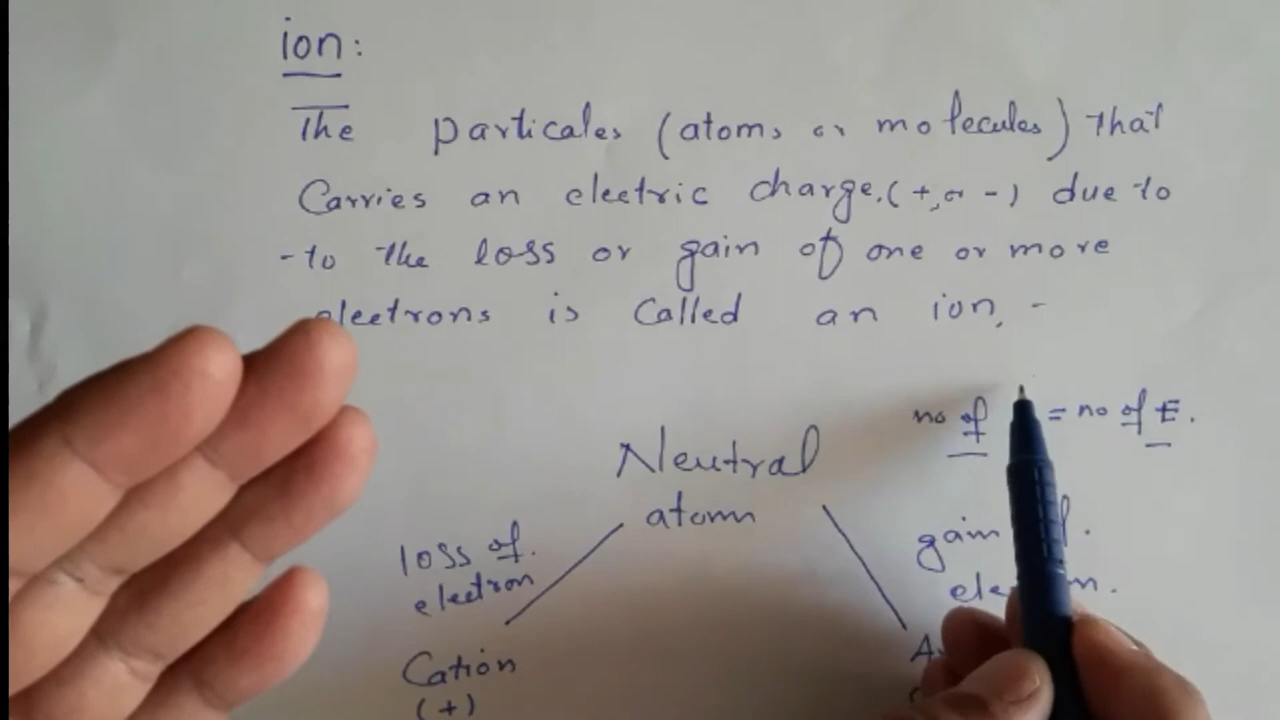 ion:
The particales (atoms or molecules) that
Carries an electric charge.(+, or -) due to
-to the loss or gain of one or more
electrons is Called an ion, -
no of = no of E.
Neutral
atom
loss of.
electron
gain of.
Cation
(+)